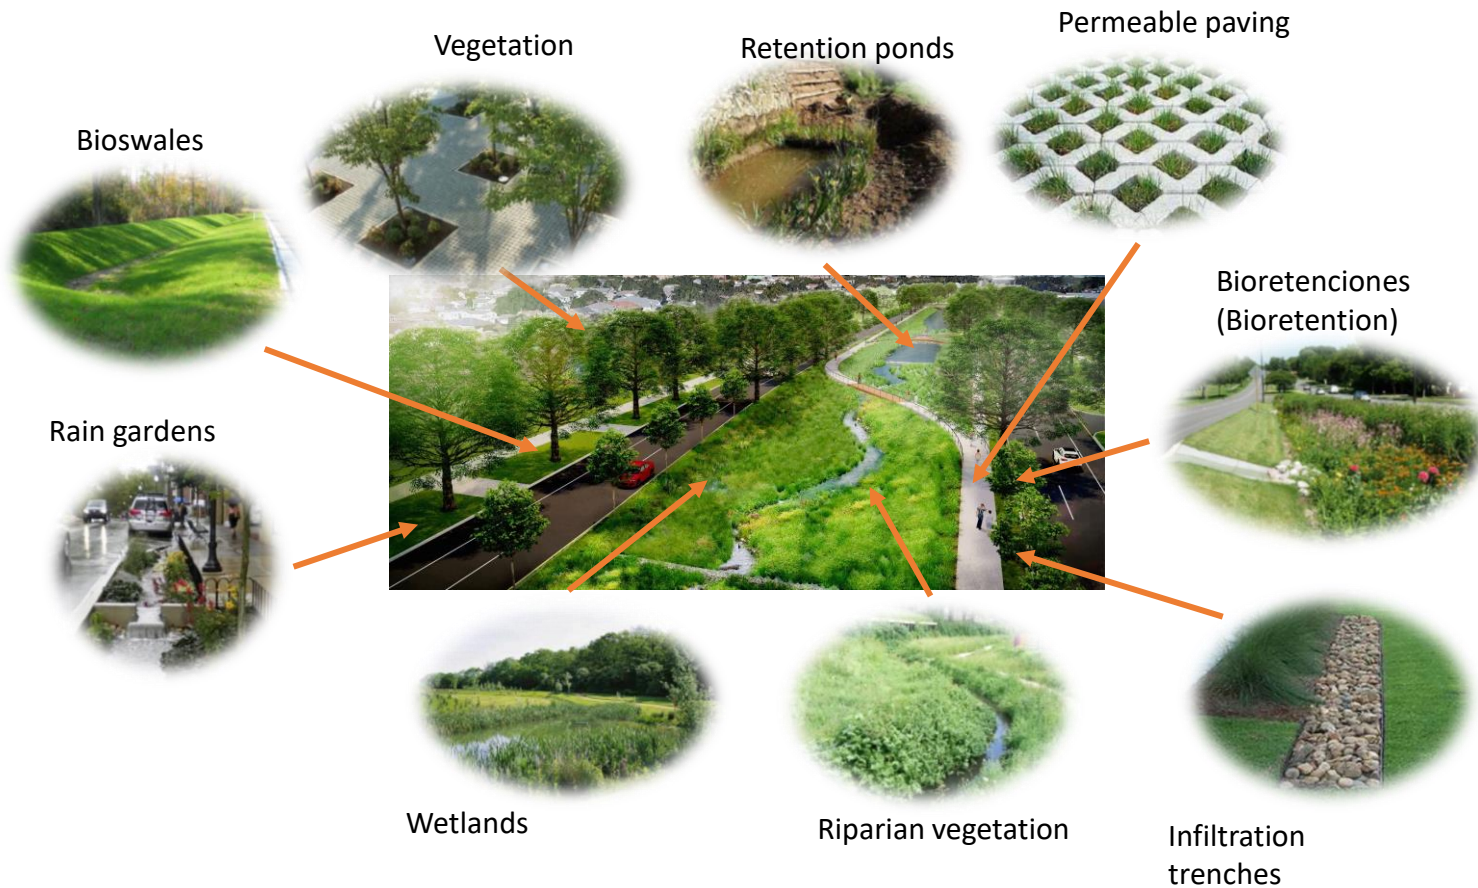 Permeable paving
Vegetation
Retention ponds
Bioswales
Bioretenciones
(Bioretention)
Rain gardens
Wetlands
Riparian vegetation
Infiltration
trenches